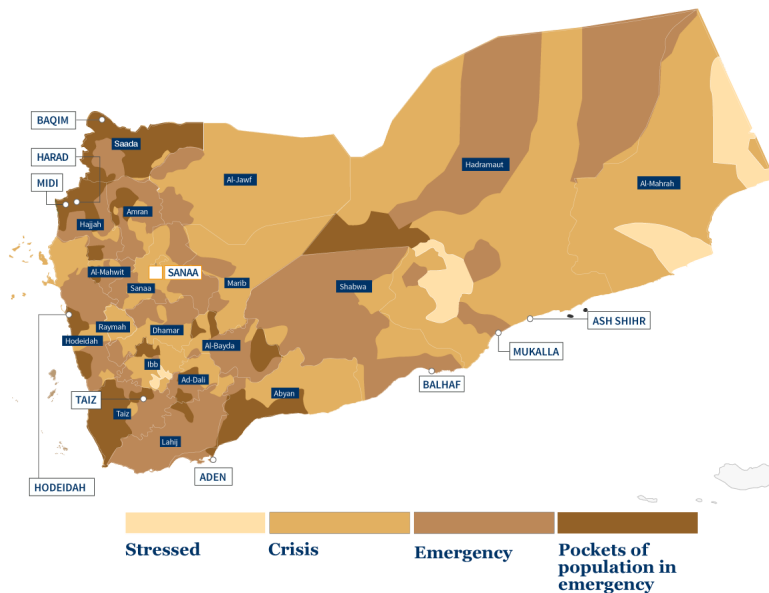 BAQIM
Saada
HARAD
Hadramaut
MIDI
Al-Jawf
Al-Mahrah
Amran
Hajjah
Al-Mahwit
SANAA
Sanaa
Marib
Shabwa
Raymah
Dhamar
Hodeidah
Al-Bayda
ASH SHIHR
MUKALLA
Ibb
Ad-Dali
BALHAF
TAIZ
Abyan
Taiz
Lahij
ADEN
HODEIDAH
Stressed
Crisis
Emergency
Pockets of
population in
emergency